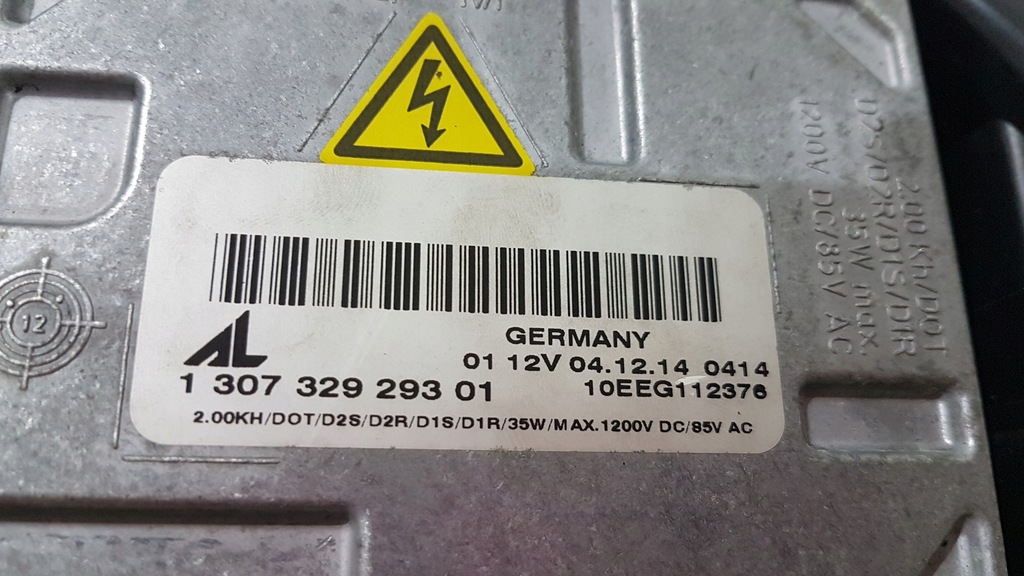 AL
GERMANY
01 12V 04.12.14 0414
1 307 329 293 01
10EEG112376
2.00KH/DOT/D2S/D2R/D1S/D1R/35W/MAX.1200V DC/85V AC
12
2.00 Kh/DOT
D2S/D2R/D1S/D1R
35W max.
1200V DC/85V AC